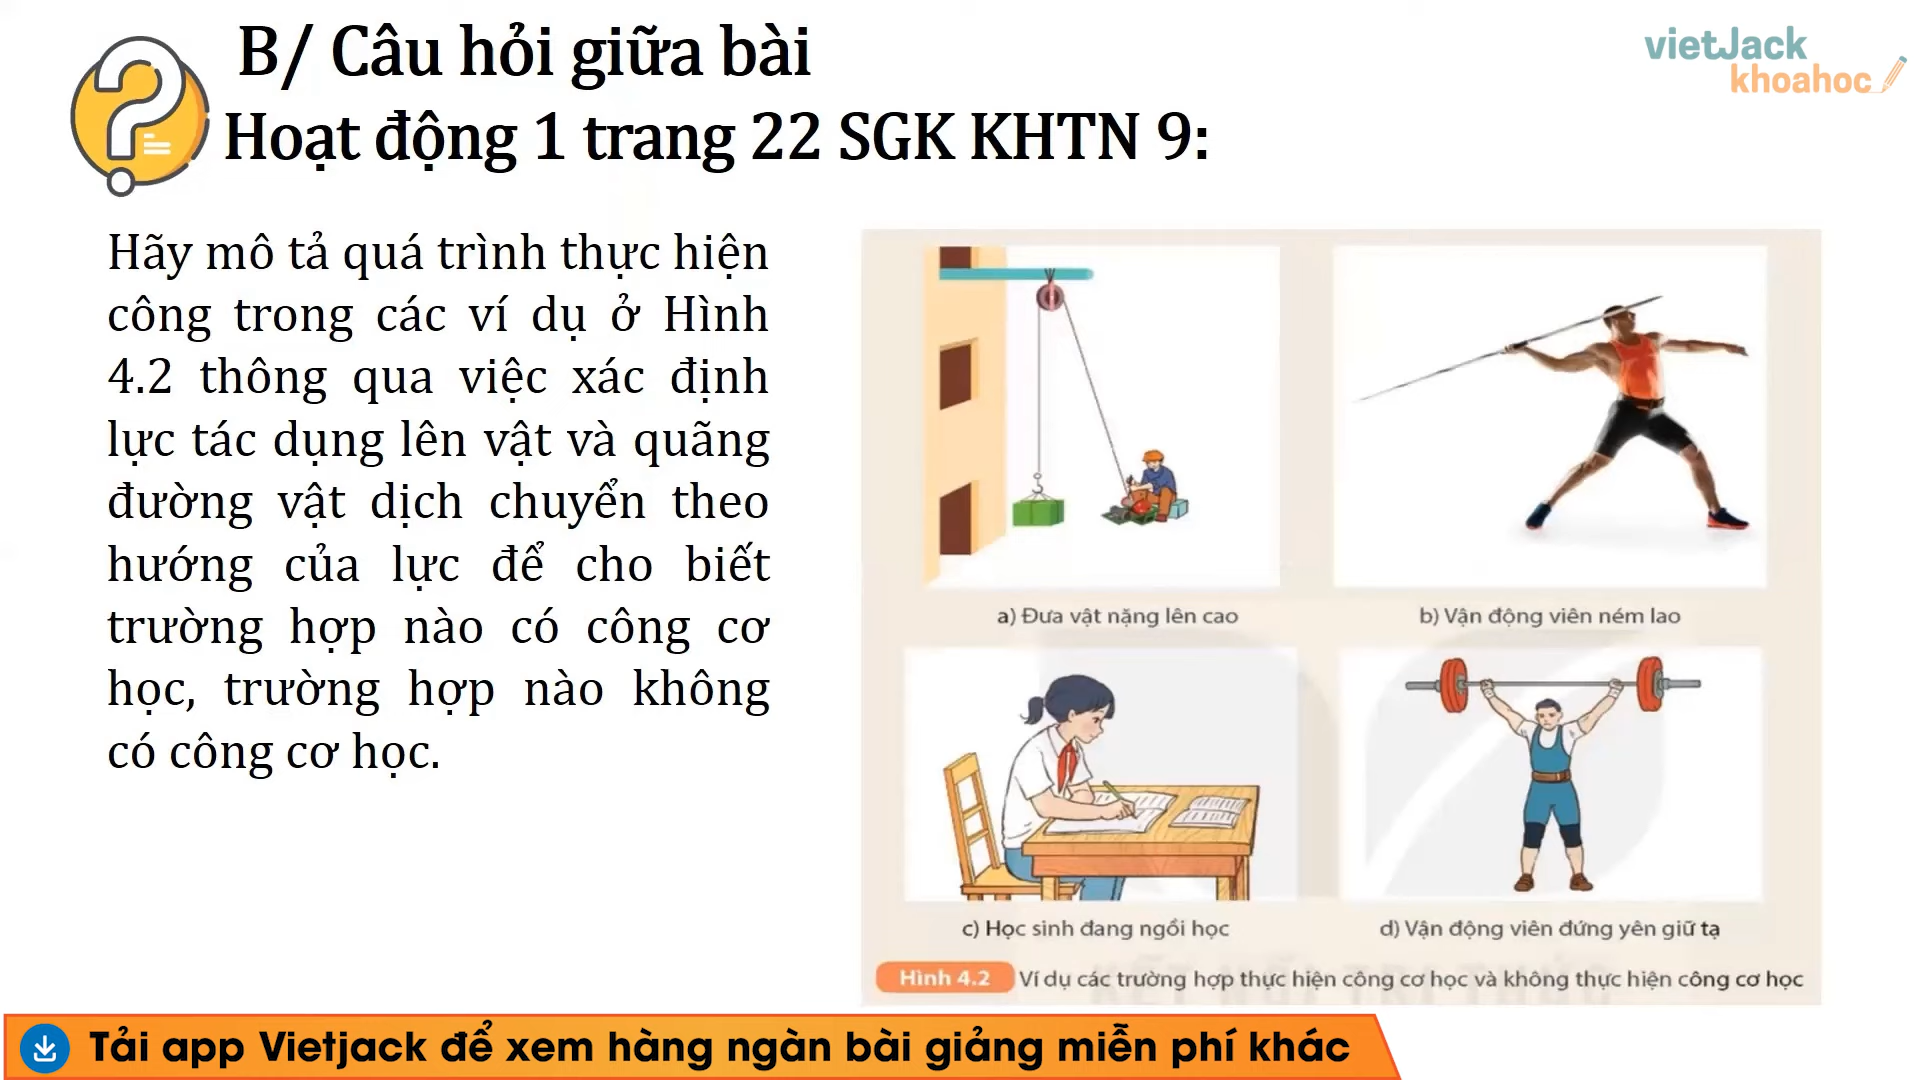 B/ Câu hỏi giữa bài
Hoạt động 1 trang 22 SGK KHTN 9:
vietJack
khoahoc
Hãy mô tả quá trình thực hiện
công trong các ví dụ ở Hình
4.2 thông qua việc xác định
lực tác dụng lên vật và quãng
đường vật dịch chuyển theo
hướng của lực để cho biết
trường hợp nào có công cơ
học, trường hợp nào không
có công cơ học.
a) Đưa vật nặng lên cao
b) Vận động viên ném lao
c) Học sinh đang ngồi học
d) Vận động viên đứng yên giữ tạ
Hình 4.2 Ví dụ các trường hợp thực hiện công cơ học và không thực hiện công cơ học
Tải app Vietjack để xem hàng ngàn bài giảng miễn phí khác